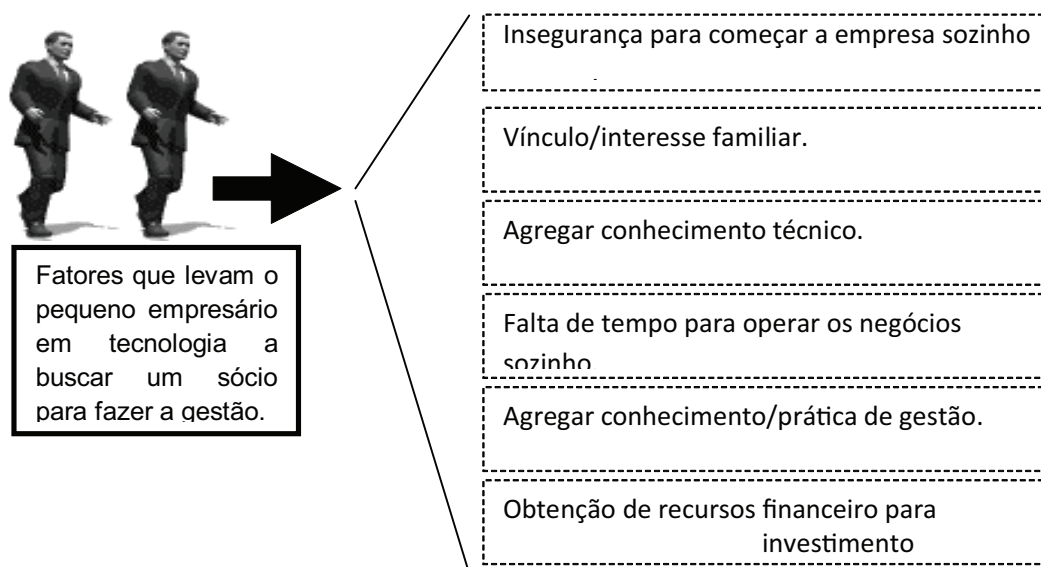 Fatores que levam o
pequeno empresário
em tecnologia a
buscar um sócio
para fazer a gestão.
Insegurança para começar a empresa sozinho
Vínculo/interesse familiar.
Agregar conhecimento técnico.
Falta de tempo para operar os negócios
sozinho
Agregar conhecimento/prática de gestão.
Obtenção de recursos financeiro para
investimento